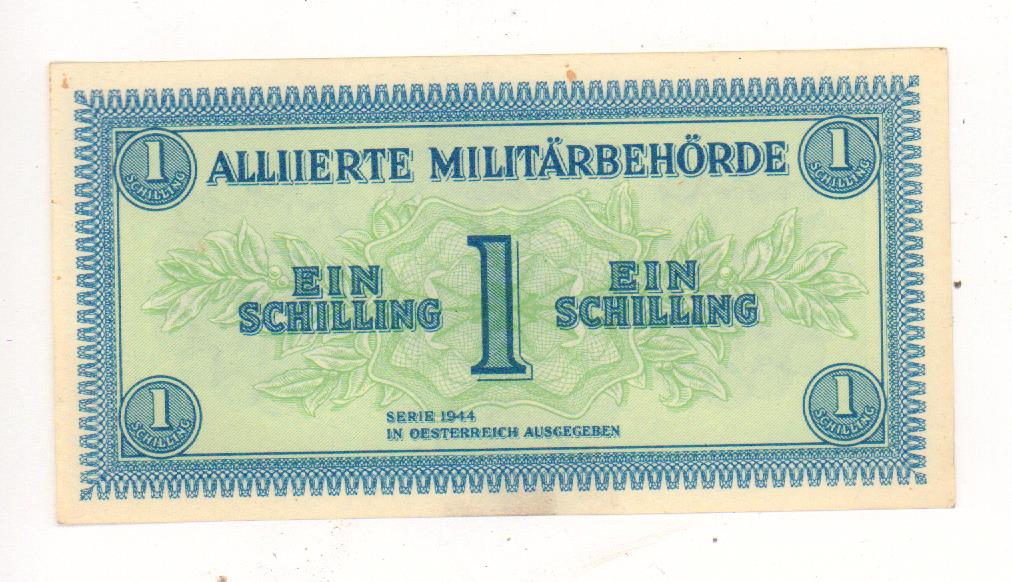 1 SCHILLING
ALLIIERTE MILITÄRBEHÖRDE
1 SCHILLING
EIN
SCHILLING
1
EIN
SCHILLING
1 SCHILLING
SERIE 1944
IN OESTERREICH AUSGEGEBEN
1 SCHILLING